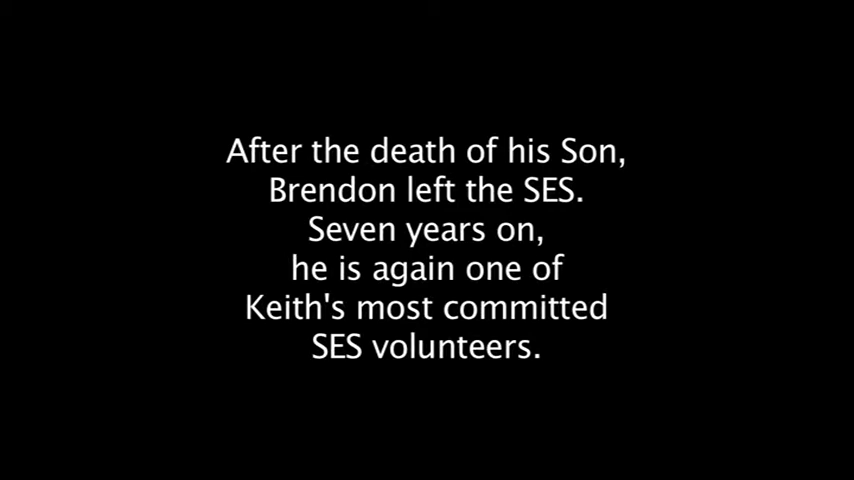 After the death of his Son,
Brendon left the SES.
Seven years on,
he is again one of
Keith's most committed
SES volunteers.